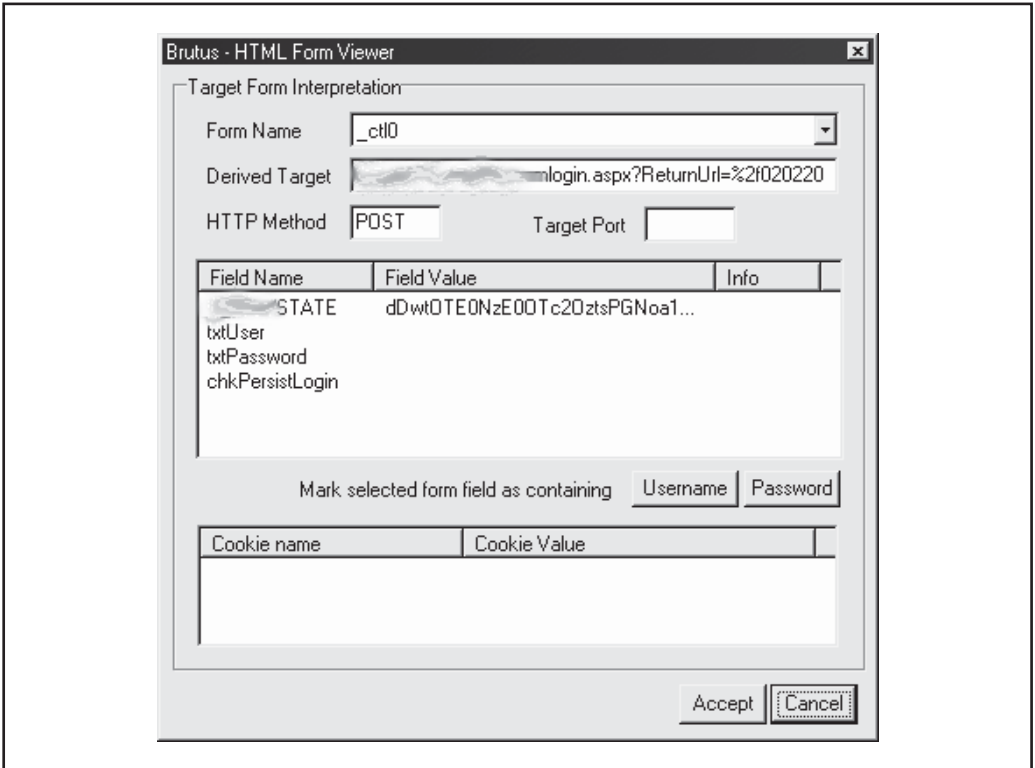 Brutus - HTML Form Viewer
Target Form Interpretation
Form Name _ctl0
Derived Target mlogin.aspx?ReturnUrl=%2f020220
HTTP Method POST Target Port
Field Name Field Value Info
STATE dDwtOTE0NzE0OTc2OztsPGNoa1...
txtUser
txtPassword
chkPersistLogin
Mark selected form field as containing Username Password
Cookie name Cookie Value
Accept Cancel